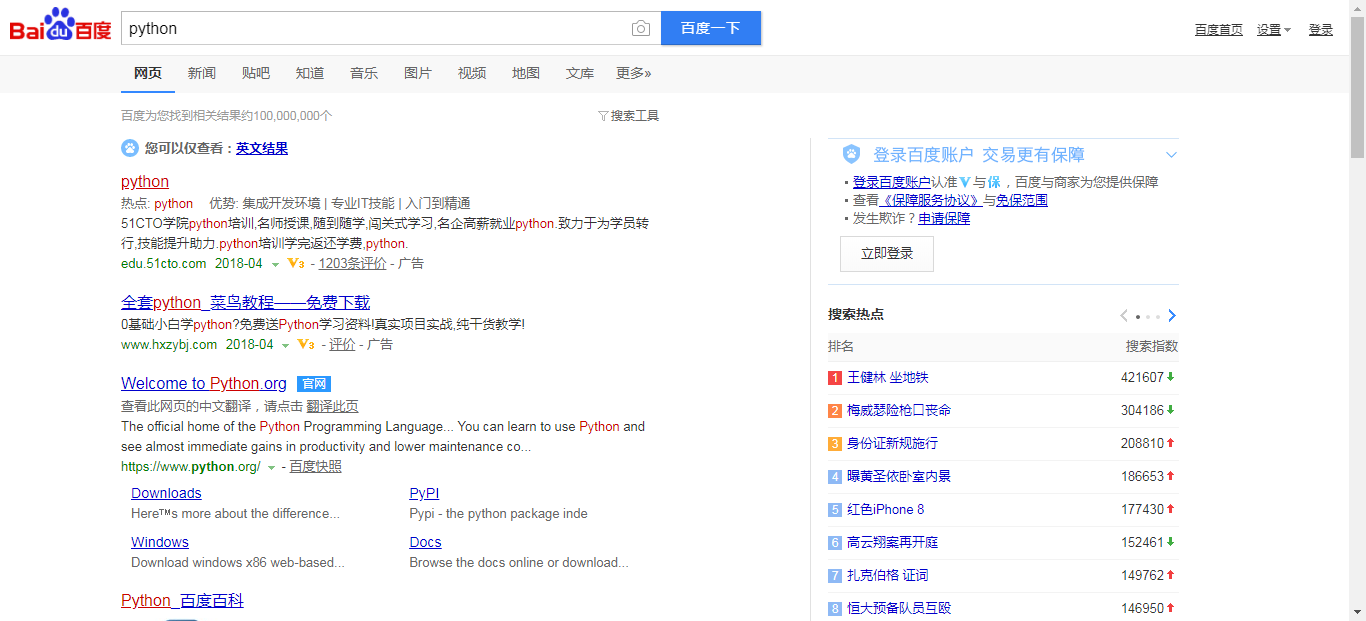 Bai du 百度
python
百度一下
百度首页 设置 登录
网页 新闻 贴吧 知道 音乐 图片 视频 地图 文库 更多»
百度为您找到相关结果约100,000,000个
搜索工具
您可以仅查看：英文结果
python
热点: python 优势: 集成开发环境 | 专业IT技能 | 入门到精通
51CTO学院python培训,名师授课,随到随学,闯关式学习,名企高薪就业python.致力于为学员转
行,技能提升助力.python培训学完返还学费,python.
edu.51cto.com 2018-04 V3 - 1203条评价 - 广告
全套python_菜鸟教程——免费下载
0基础小白学python?免费送Python学习资料!真实项目实战,纯干货教学!
www.hxzybj.com 2018-04 V3 - 评价 - 广告
Welcome to Python.org 官网
查看此网页的中文翻译，请点击 翻译此页
The official home of the Python Programming Language... You can learn to use Python and
see almost immediate gains in productivity and lower maintenance co...
https://www.python.org/ - 百度快照
Downloads
Here™s more about the difference...
PyPI
Pypi - the python package inde
Windows
Download windows x86 web-based...
Docs
Browse the docs online or download...
Python_百度百科
登录百度账户 交易更有保障
登录百度账户认准V与保，百度与商家为您提供保障
查看《保障服务协议》与免保范围
发生欺诈？申请保障
立即登录
搜索热点
排名 搜索指数
1 王健林 坐地铁 421607
2 梅威瑟险枪口丧命 304186
3 身份证新规施行 208810
4 曝黄圣依卧室内景 186653
5 红色iPhone 8 177430
6 高云翔案再开庭 152461
7 扎克伯格 证词 149762
8 恒大预备队员互殴 146950